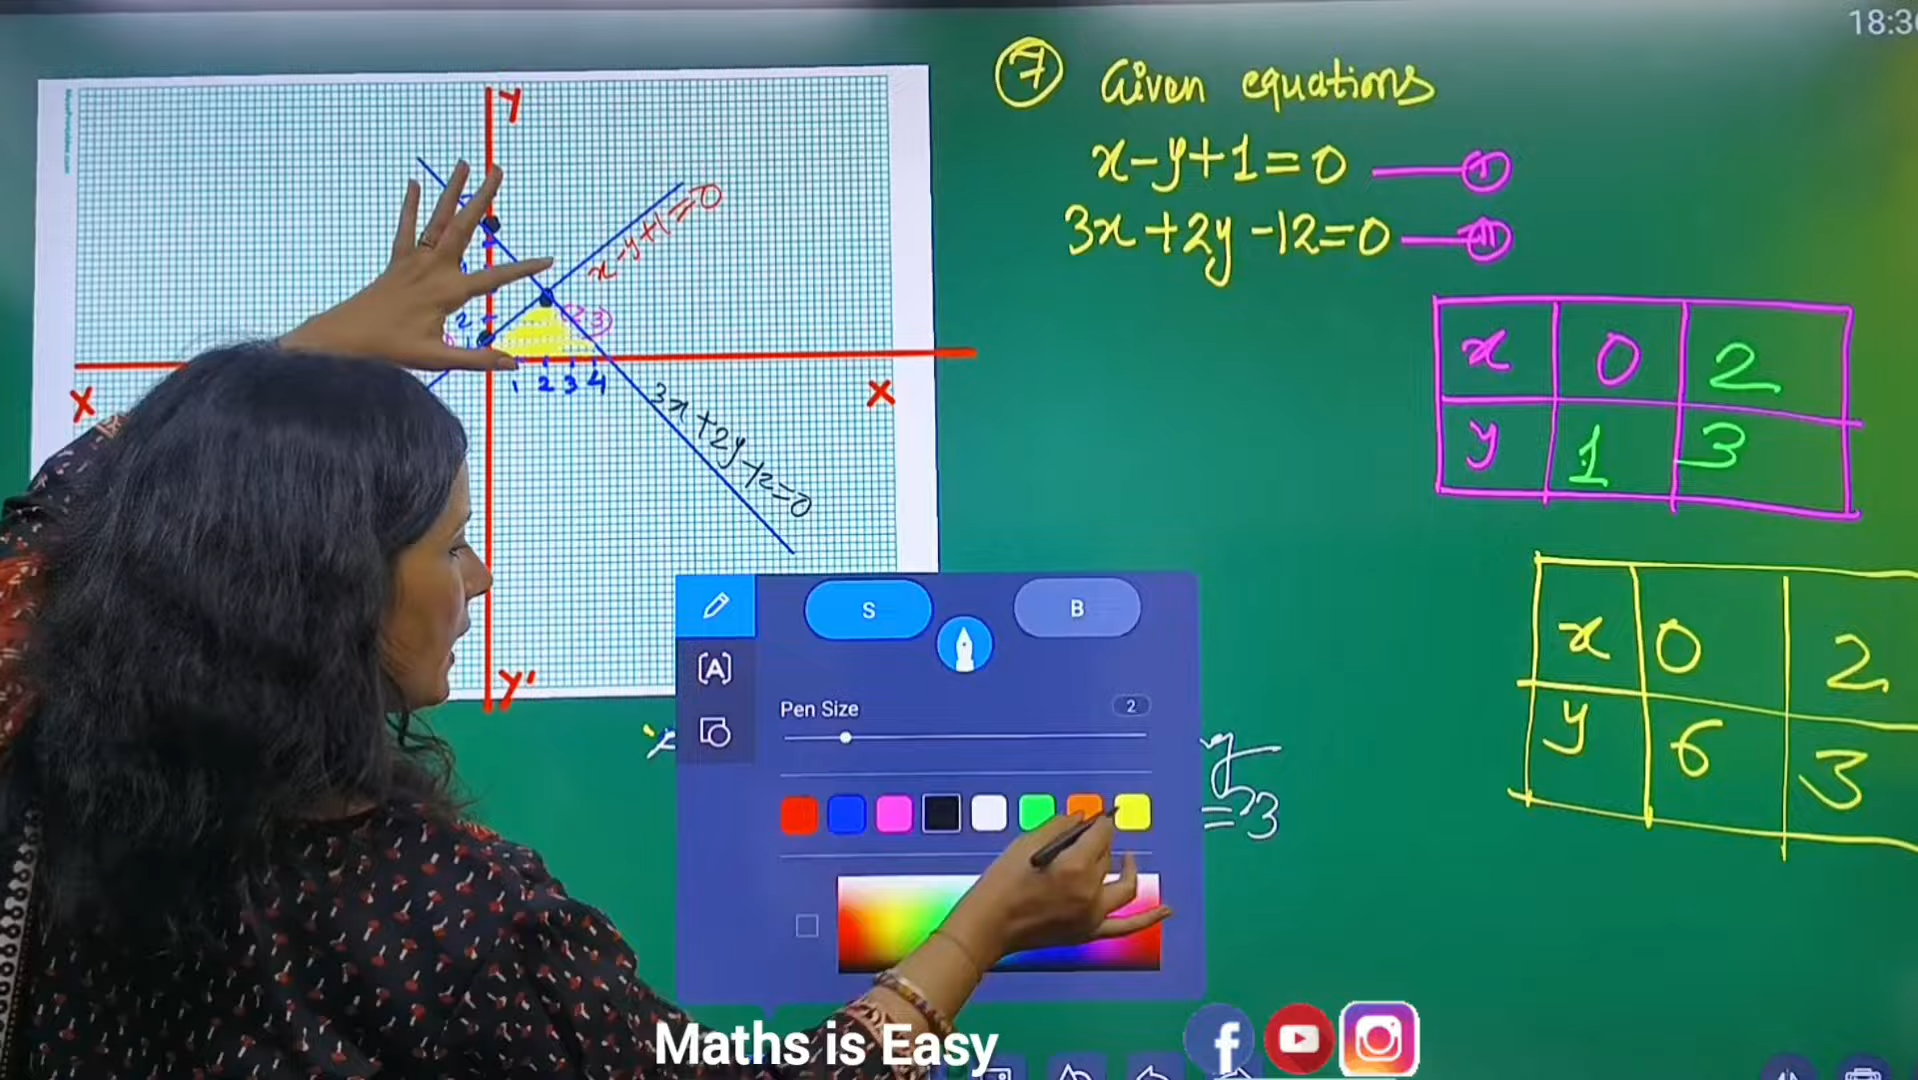 18:30
⑦ Given equations
x-y+1=0 —— Ⓘ
3x+2y-12=0 —— Ⓘⓘ
x 0 2
y 1 3
x 0 2
y 6 3
Y
x-y+1=0
2
(2,3)
1 2 3 4
X X
3x+2y-12=0
Y'
S B
[A]
Pen Size 2
y
=3
Maths is Easy